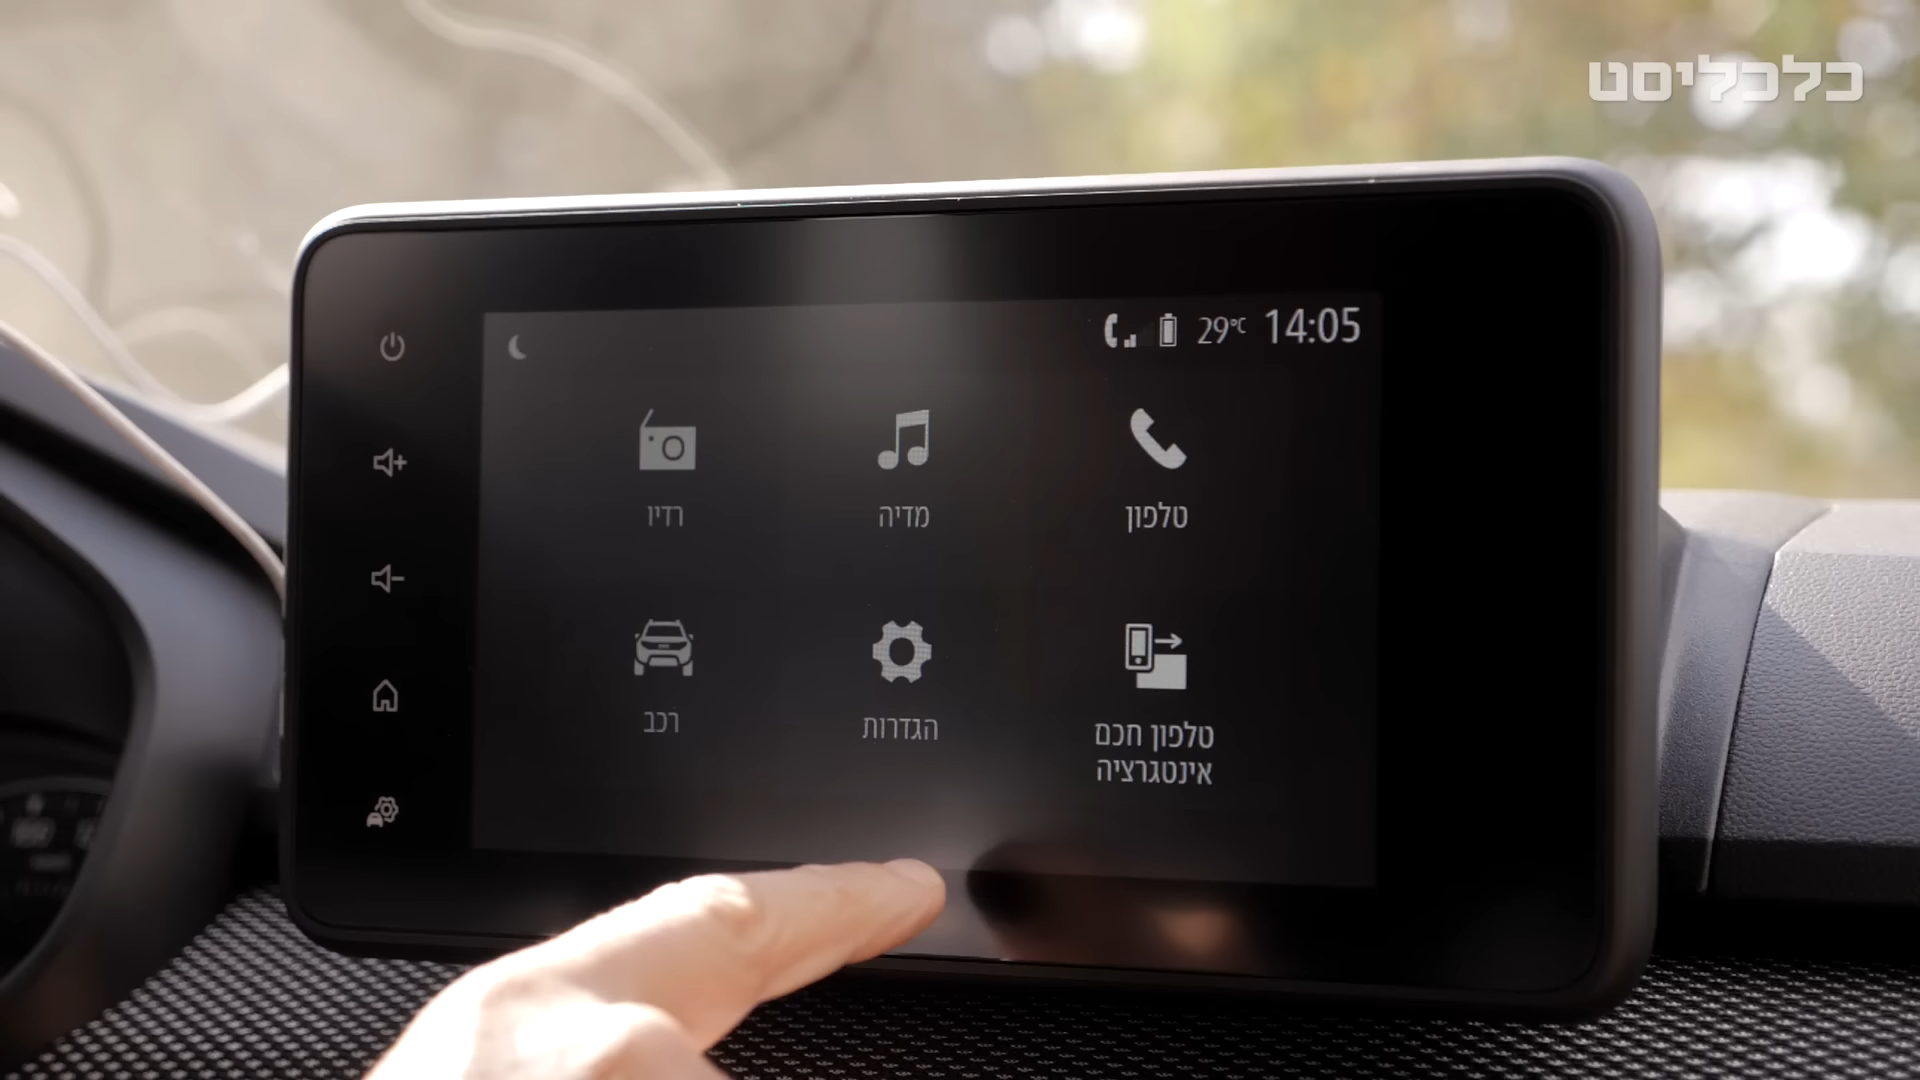 כלכליסט
29°C 14:05
טלפון
מדיה
רדיו
טלפון חכם
אינטגרציה
הגדרות
רכב